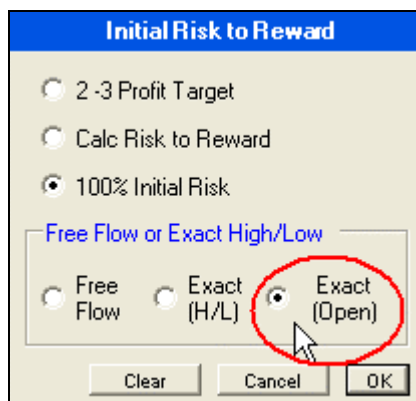 Initial Risk to Reward
2 -3 Profit Target
Calc Risk to Reward
100% Initial Risk
Free Flow or Exact High/Low
Free Flow
Exact (H/L)
Exact (Open)
Clear Cancel OK